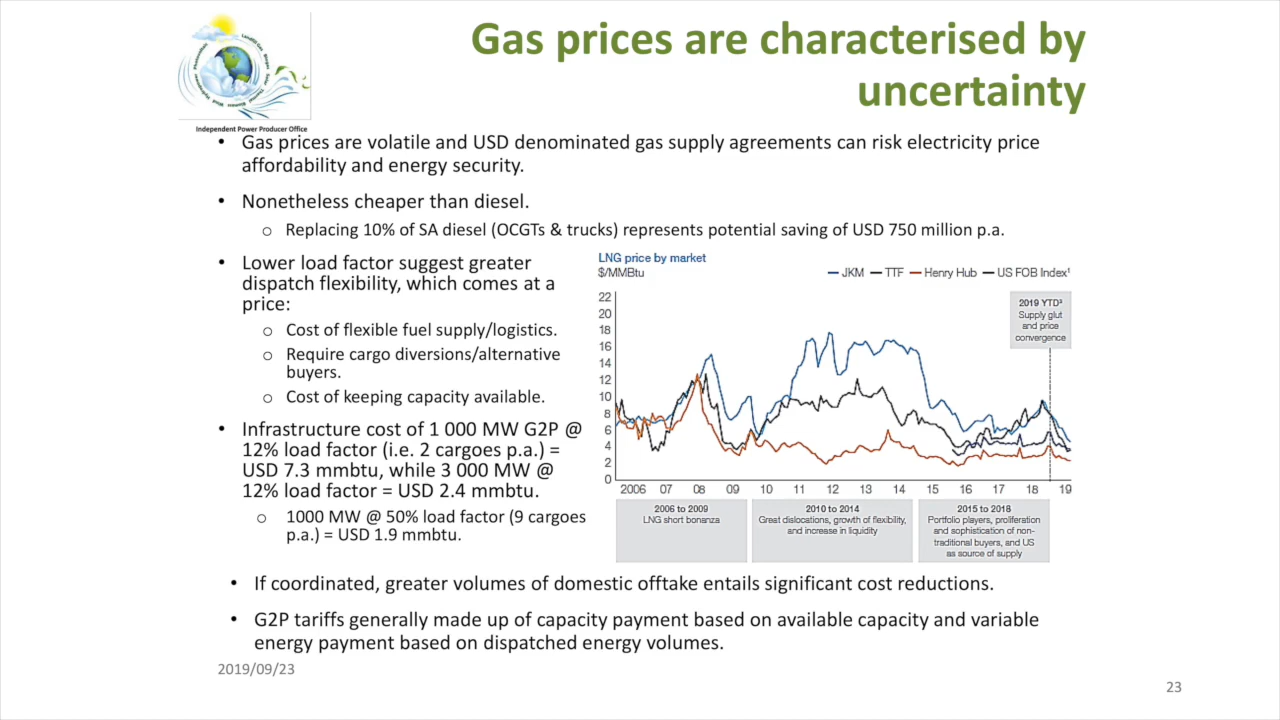 Gas prices are characterised by
uncertainty
Independent Power Producer Office
• Gas prices are volatile and USD denominated gas supply agreements can risk electricity price
affordability and energy security.
• Nonetheless cheaper than diesel.
o Replacing 10% of SA diesel (OCGTs & trucks) represents potential saving of USD 750 million p.a.
• Lower load factor suggest greater
dispatch flexibility, which comes at a
price:
o Cost of flexible fuel supply/logistics.
o Require cargo diversions/alternative
buyers.
o Cost of keeping capacity available.
• Infrastructure cost of 1 000 MW G2P @
12% load factor (i.e. 2 cargoes p.a.) =
USD 7.3 mmbtu, while 3 000 MW @
12% load factor = USD 2.4 mmbtu.
o 1000 MW @ 50% load factor (9 cargoes
p.a.) = USD 1.9 mmbtu.
LNG price by market
$/MMBtu
JKM TTF Henry Hub US FOB Index¹
22
20
18
16
14
12
10
8
6
4
2
0
2019 YTD²
Supply glut
and price
convergence
2006 07 08 09 10 11 12 13 14 15 16 17 18 19
2006 to 2009
LNG short bonanza
2010 to 2014
Great dislocations, growth of flexibility,
and increase in liquidity
2015 to 2018
Portfolio players, proliferation
and sophistication of non-
traditional buyers, and US
as source of supply
• If coordinated, greater volumes of domestic offtake entails significant cost reductions.
• G2P tariffs generally made up of capacity payment based on available capacity and variable
energy payment based on dispatched energy volumes.
2019/09/23
23